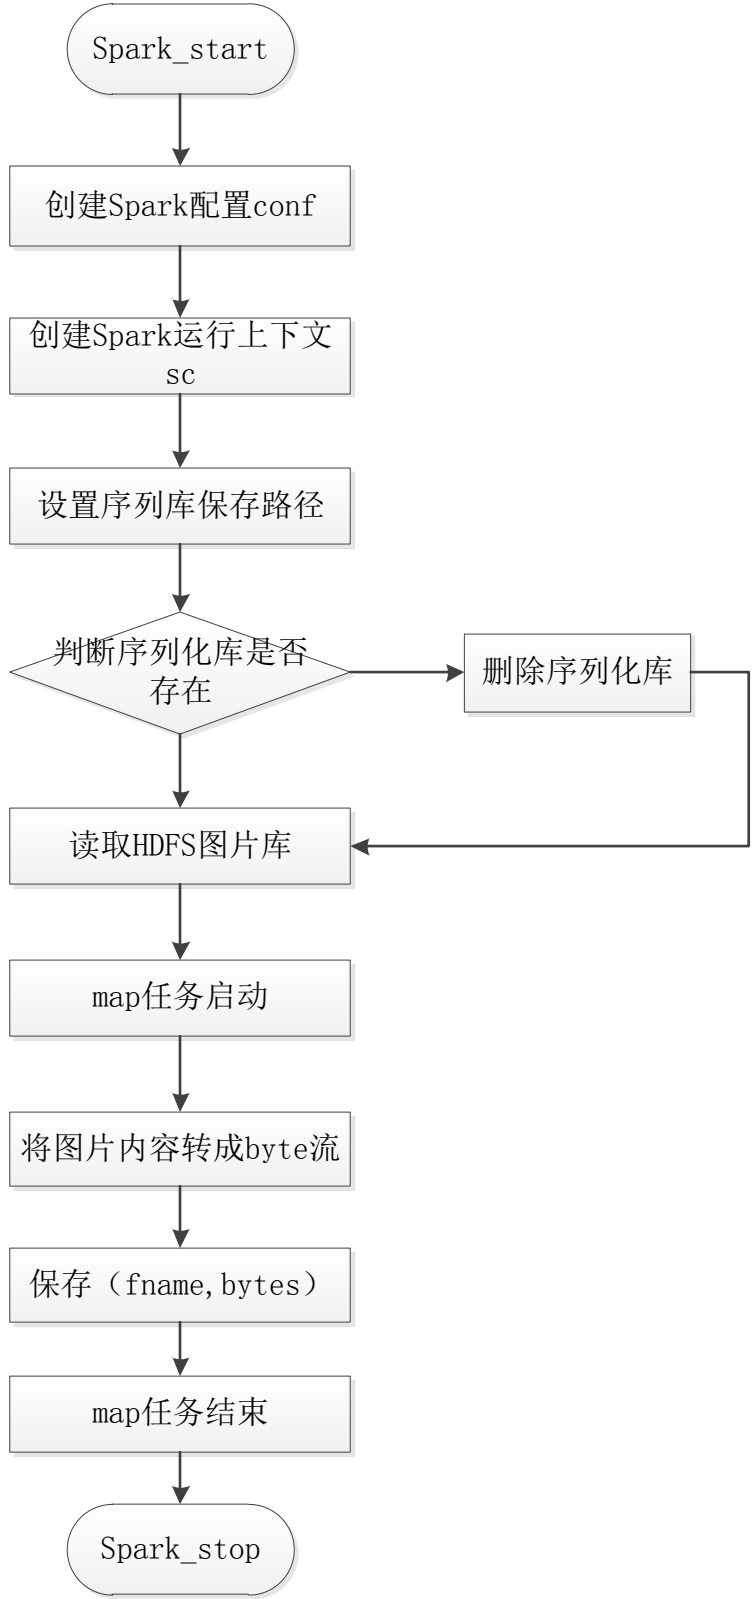 Spark_start
创建Spark配置conf
创建Spark运行上下文
sc
设置序列库保存路径
判断序列化库是否
存在
删除序列化库
读取HDFS图片库
map任务启动
将图片内容转成byte流
保存（fname,bytes）
map任务结束
Spark_stop